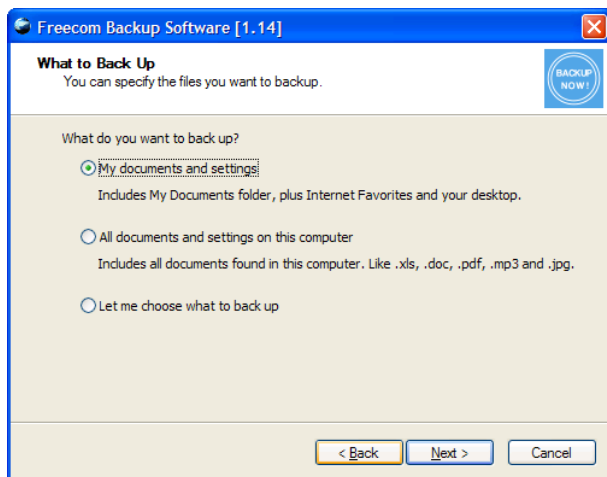 Freecom Backup Software [1.14]
What to Back Up
You can specify the files you want to backup.
BACKUP
NOW!
What do you want to back up?
My documents and settings
Includes My Documents folder, plus Internet Favorites and your desktop.
All documents and settings on this computer
Includes all documents found in this computer. Like .xls, .doc, .pdf, .mp3 and .jpg.
Let me choose what to back up
< Back Next > Cancel